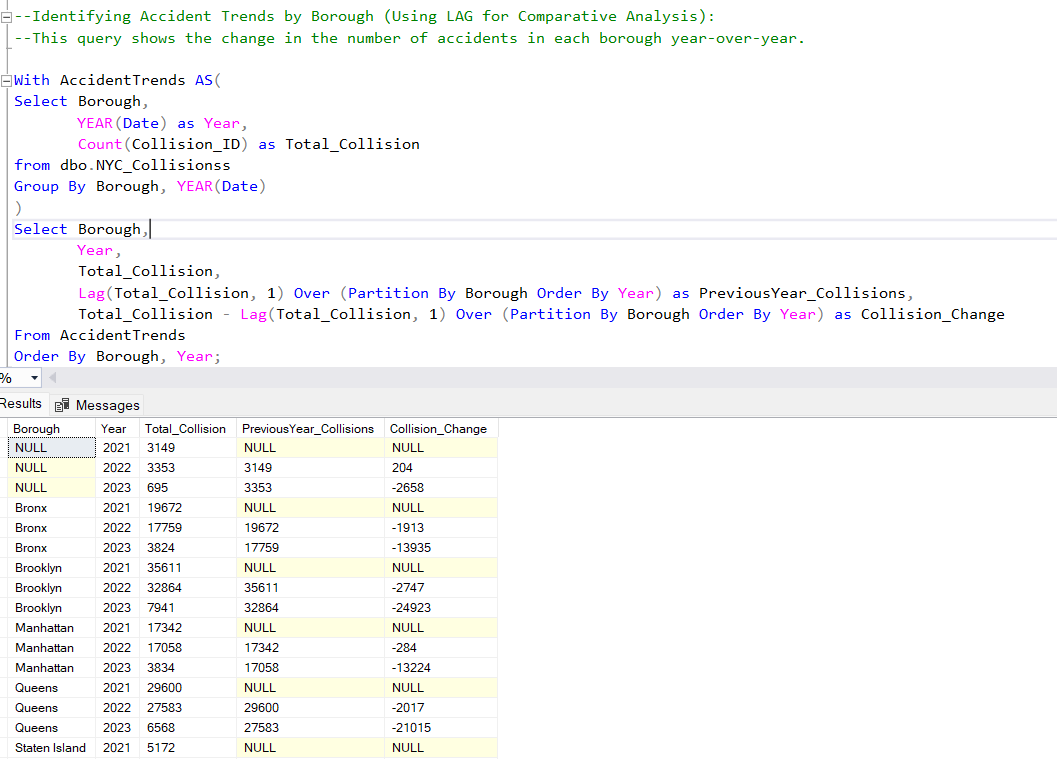 --Identifying Accident Trends by Borough (Using LAG for Comparative Analysis):
--This query shows the change in the number of accidents in each borough year-over-year.
With AccidentTrends AS(
Select Borough,
YEAR(Date) as Year,
Count(Collision_ID) as Total_Collision
from dbo.NYC_Collisionss
Group By Borough, YEAR(Date)
)
Select Borough,
Year,
Total_Collision,
Lag(Total_Collision, 1) Over (Partition By Borough Order By Year) as PreviousYear_Collisions,
Total_Collision - Lag(Total_Collision, 1) Over (Partition By Borough Order By Year) as Collision_Change
From AccidentTrends
Order By Borough, Year;
%
Results Messages
Borough Year Total_Collision PreviousYear_Collisions Collision_Change
NULL 2021 3149 NULL NULL
NULL 2022 3353 3149 204
NULL 2023 695 3353 -2658
Bronx 2021 19672 NULL NULL
Bronx 2022 17759 19672 -1913
Bronx 2023 3824 17759 -13935
Brooklyn 2021 35611 NULL NULL
Brooklyn 2022 32864 35611 -2747
Brooklyn 2023 7941 32864 -24923
Manhattan 2021 17342 NULL NULL
Manhattan 2022 17058 17342 -284
Manhattan 2023 3834 17058 -13224
Queens 2021 29600 NULL NULL
Queens 2022 27583 29600 -2017
Queens 2023 6568 27583 -21015
Staten Island 2021 5172 NULL NULL